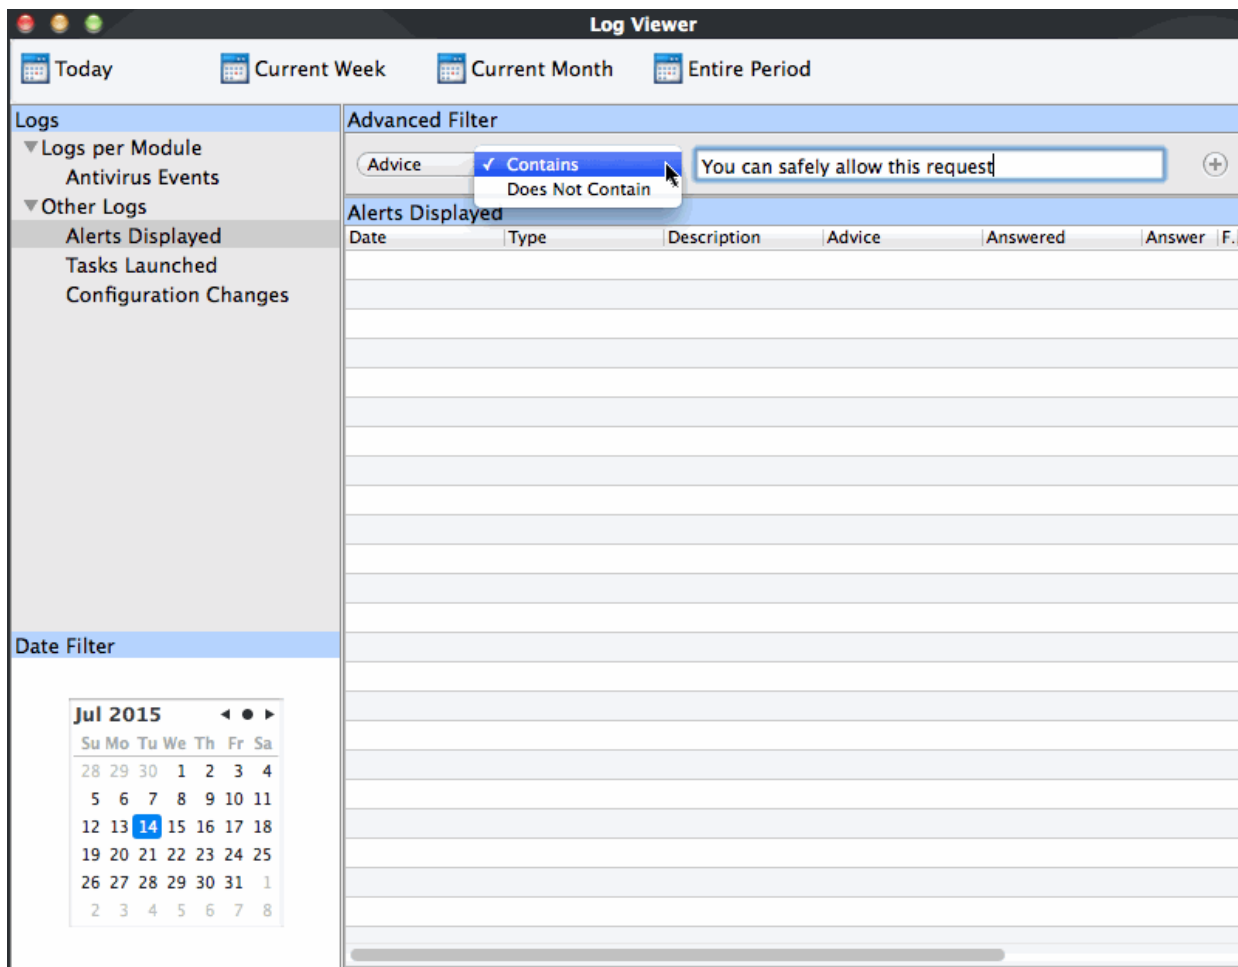 Log Viewer
Today Current Week Current Month Entire Period
Logs
Logs per Module
Antivirus Events
Other Logs
Alerts Displayed
Tasks Launched
Configuration Changes
Advanced Filter
Advice ✓ Contains You can safely allow this request
Does Not Contain
Alerts Displayed
Date Type Description Advice Answered Answer F.
Date Filter
Jul 2015
Su Mo Tu We Th Fr Sa
28 29 30 1 2 3 4
5 6 7 8 9 10 11
12 13 14 15 16 17 18
19 20 21 22 23 24 25
26 27 28 29 30 31 1
2 3 4 5 6 7 8